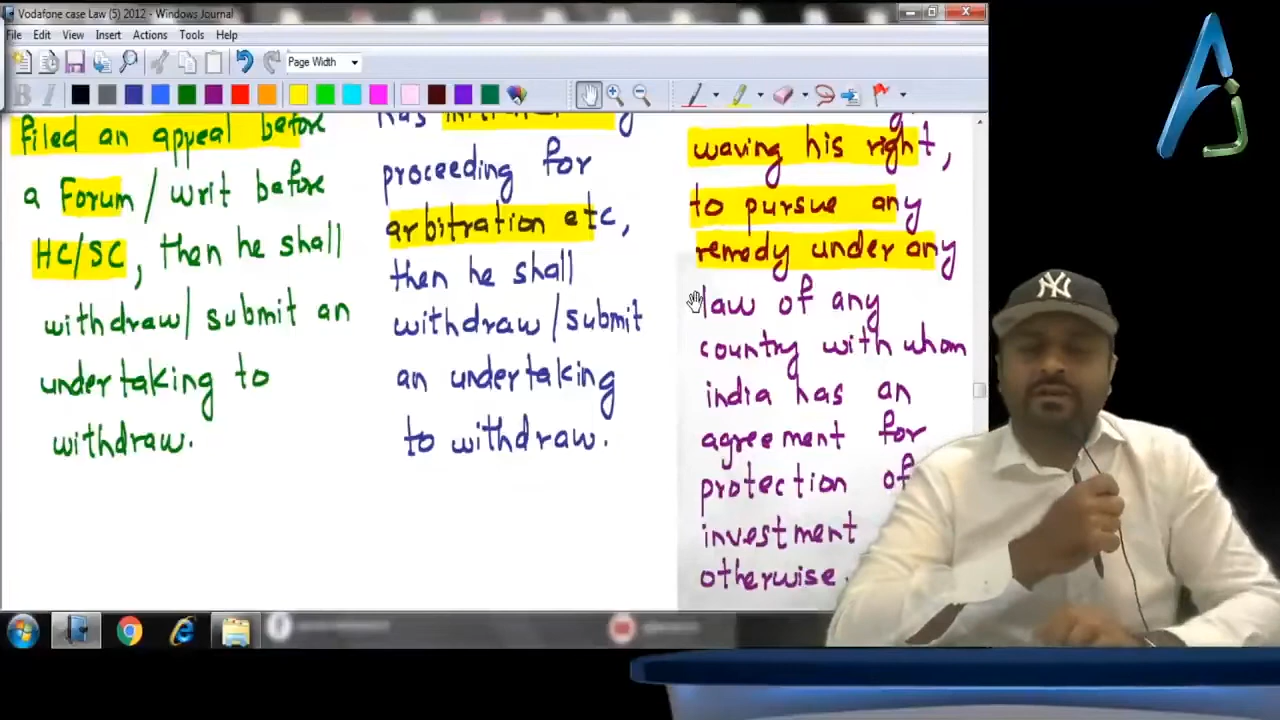 Vodafone case Law (5) 2012 - Windows Journal
File Edit View Insert Actions Tools Help
Page Width
B I
filed an appeal before
a Forum/writ before
HC/SC, then he shall
withdraw/submit an
undertaking to
withdraw.
has
proceeding for
arbitration etc,
then he shall
withdraw/submit
an undertaking
to withdraw.
waving his right,
to pursue any
remedy under any
law of any
country with whom
india has an
agreement for
protection of
investment
otherwise.
NY
AJ